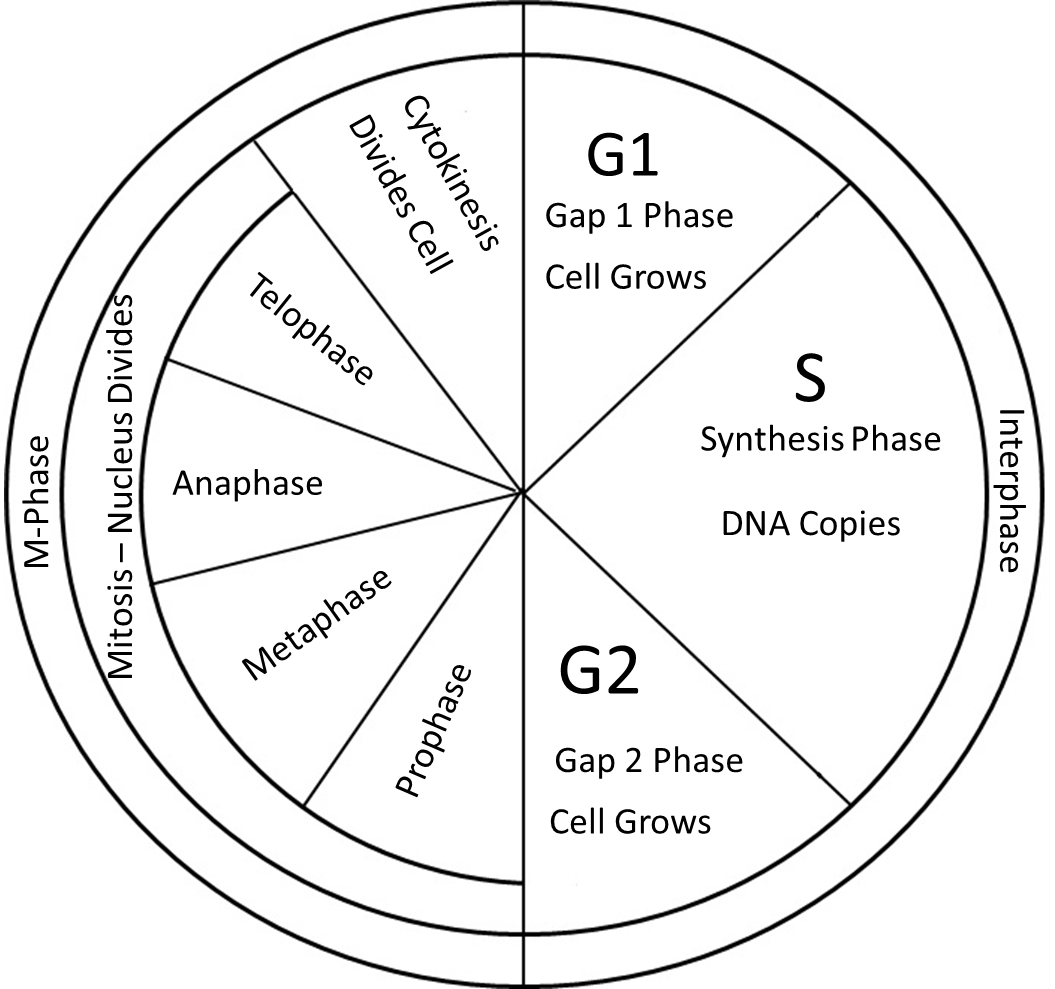 G1
Gap 1 Phase
Cell Grows
S
Synthesis Phase
DNA Copies
G2
Gap 2 Phase
Cell Grows
Interphase
Prophase
Metaphase
Anaphase
Telophase
Cytokinesis
Divides Cell
Mitosis – Nucleus Divides
M-Phase